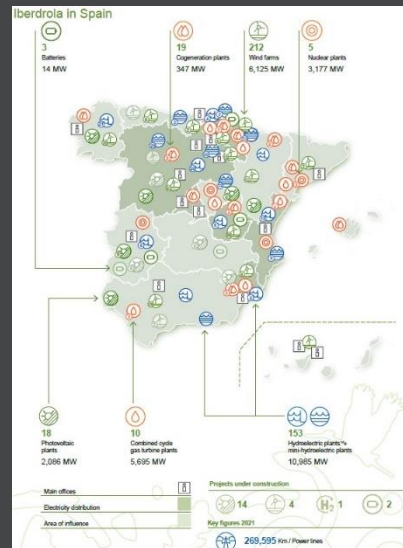 Iberdrola in Spain
3
Batteries
14 MW
19
Cogeneration plants
347 MW
212
Wind farms
6,125 MW
5
Nuclear plants
3,177 MW
18
Photovoltaic
plants
2,086 MW
10
Combined cycle
gas turbine plants
5,695 MW
153
Hydroelectric plants
mini-hydroelectric plants
10,985 MW
Main offices
Electricity distribution
Area of influence
Projects under construction
14
4
H2 1
2
Key figures 2021
269,595 Km / Power lines